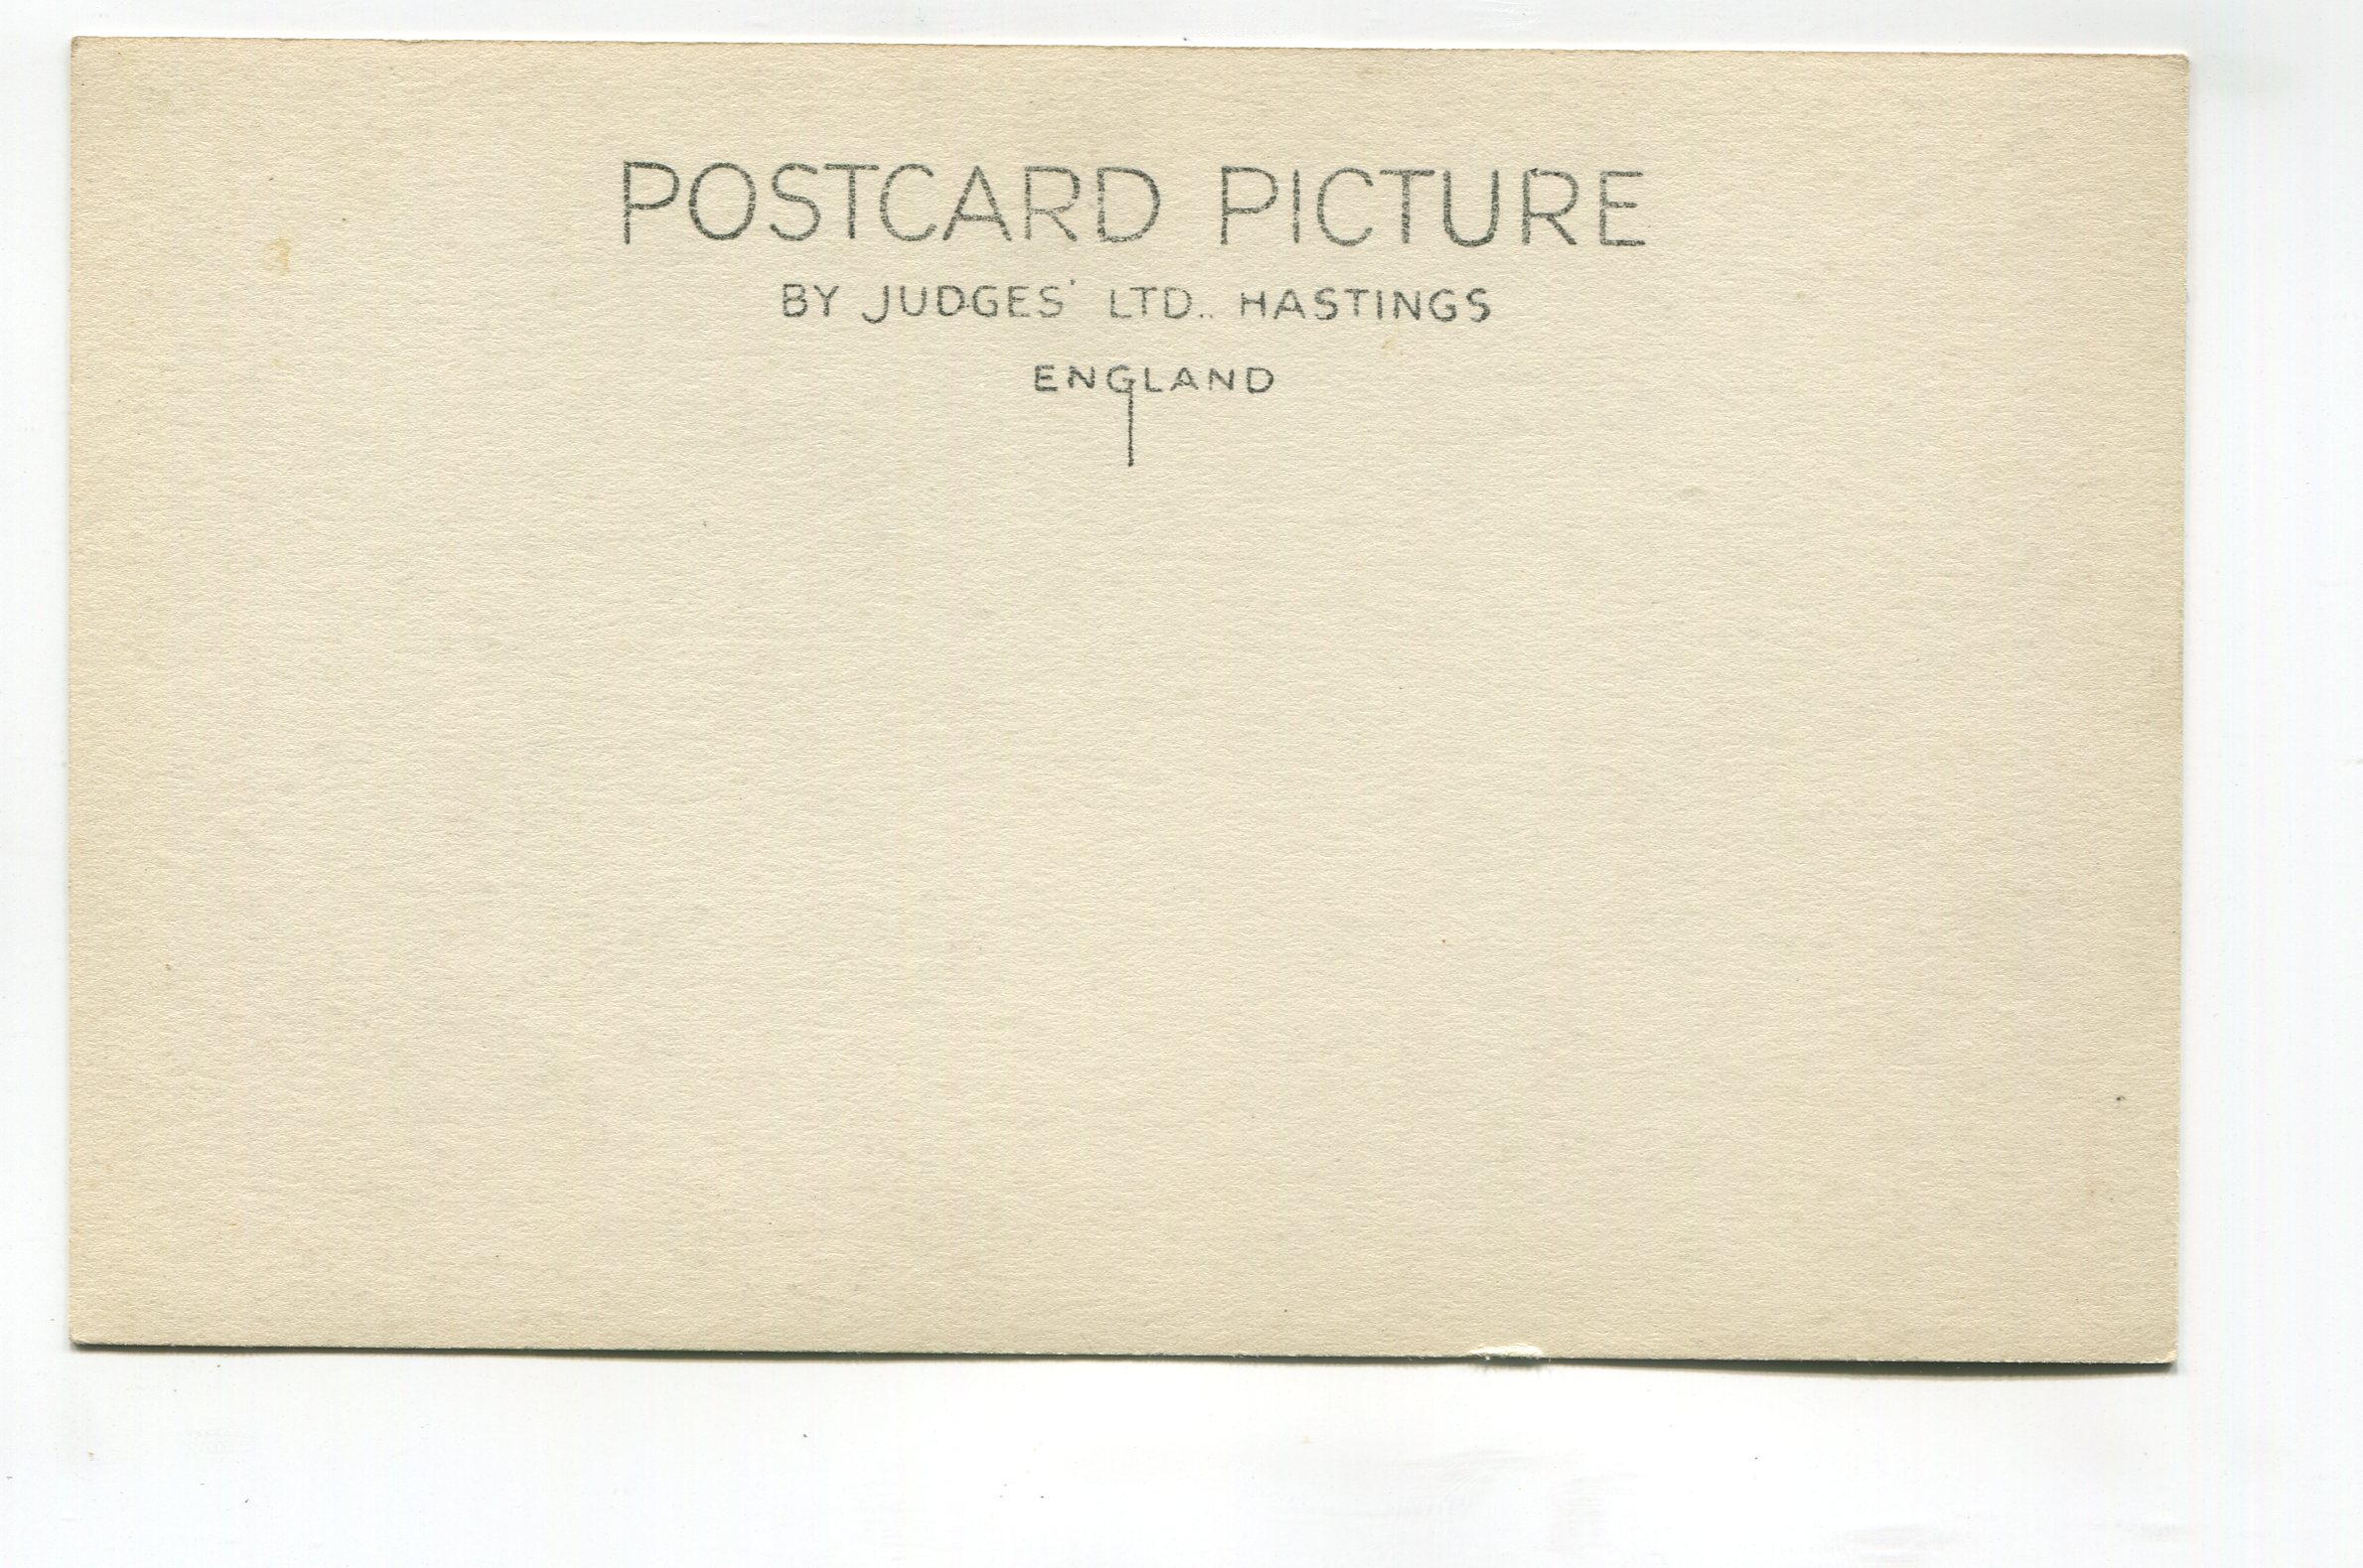 POSTCARD PICTURE
BY JUDGES' LTD., HASTINGS
ENGLAND